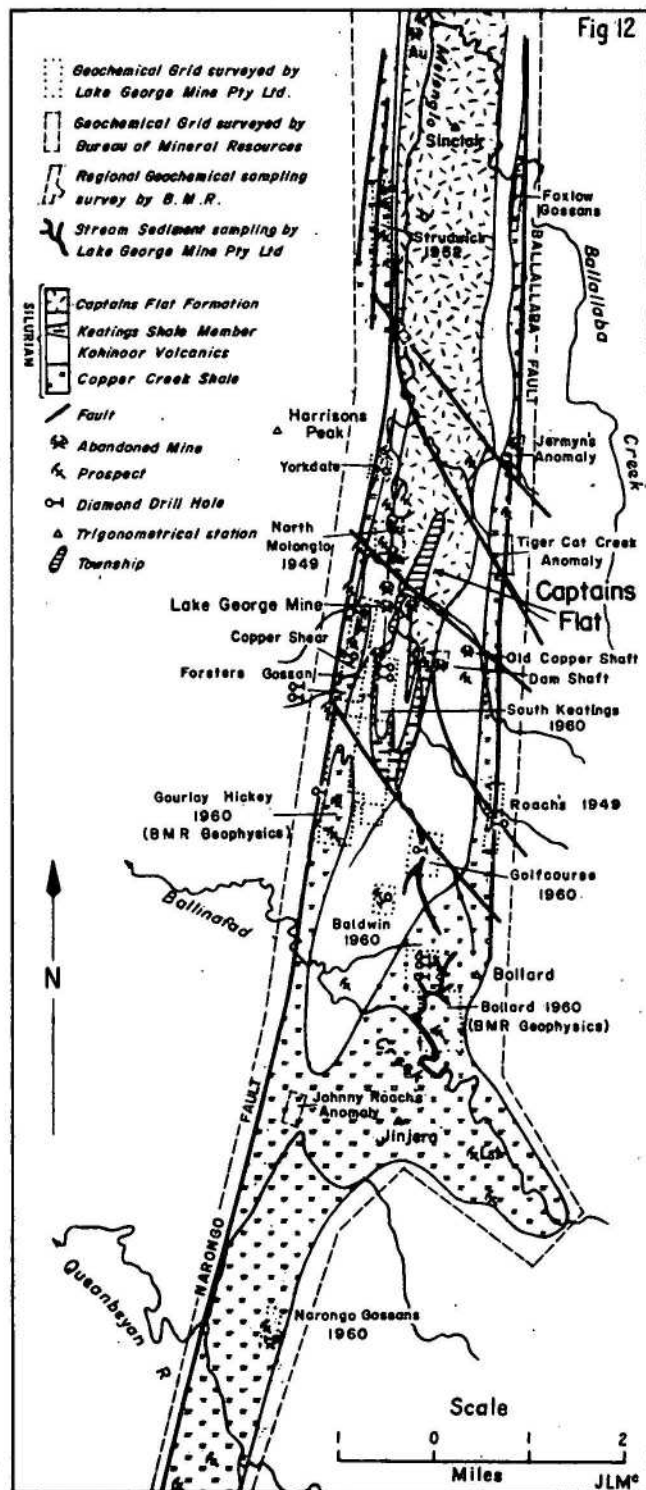 Fig 12
Geochemical Grid surveyed by
Lake George Mine Pty Ltd.
Geochemical Grid surveyed by
Bureau of Mineral Resources
Regional Geochemical sampling
survey by B.M.R.
Stream Sediment sampling by
Lake George Mine Pty Ltd
SILURIAN
Captains Flat Formation
Keatings Shale Member
Kohinoor Volcanics
Copper Creek Shale
Fault
Abandoned Mine
Prospect
Diamond Drill Hole
Trigonometrical station
Township
Au
Molonglo
R.
Sinclair
Strudwick
1952
Foxlow
Gossans
BALLALLABA
FAULT
Ballallaba
Creek
Harrisons
Peak
Yorkdale
Jermyn's
Anomaly
North
Molonglo
1949
Tiger Cat Creek
Anomaly
Captains
Flat
Lake George Mine
Copper Shear
Old Copper Shaft
Forsters Gossan
Dam Shaft
South Keatings
1960
Gourlay Hickey
1960
(BMR Geophysics)
Roach's 1949
Golfcourse
1960
Ballinafad
Baldwin
1960
Bollard
Bollard 1960
(BMR Geophysics)
N
Johnny Roachs
Anomaly
Jinjera
Lst
NARONGO
FAULT
Queanbeyan
R
Narongo Gossans
1960
Scale
1 0 1 2
Miles
JLMc